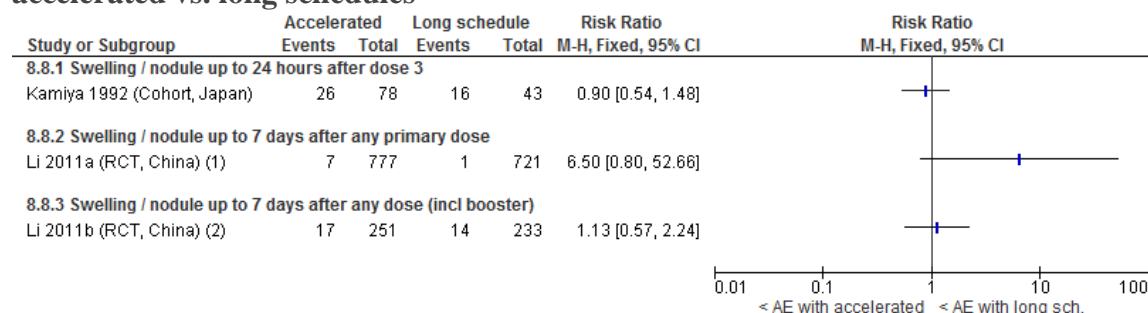 accelerated vs. long schedules
Accelerated Long schedule Risk Ratio Risk Ratio
Study or Subgroup Events Total Events Total M-H, Fixed, 95% CI M-H, Fixed, 95% CI
8.8.1 Swelling / nodule up to 24 hours after dose 3
Kamiya 1992 (Cohort, Japan) 26 78 16 43 0.90 [0.54, 1.48]
8.8.2 Swelling / nodule up to 7 days after any primary dose
Li 2011a (RCT, China) (1) 7 777 1 721 6.50 [0.80, 52.66]
8.8.3 Swelling / nodule up to 7 days after any dose (incl booster)
Li 2011b (RCT, China) (2) 17 251 14 233 1.13 [0.57, 2.24]
0.01 0.1 1 10 100
< AE with accelerated < AE with long sch.